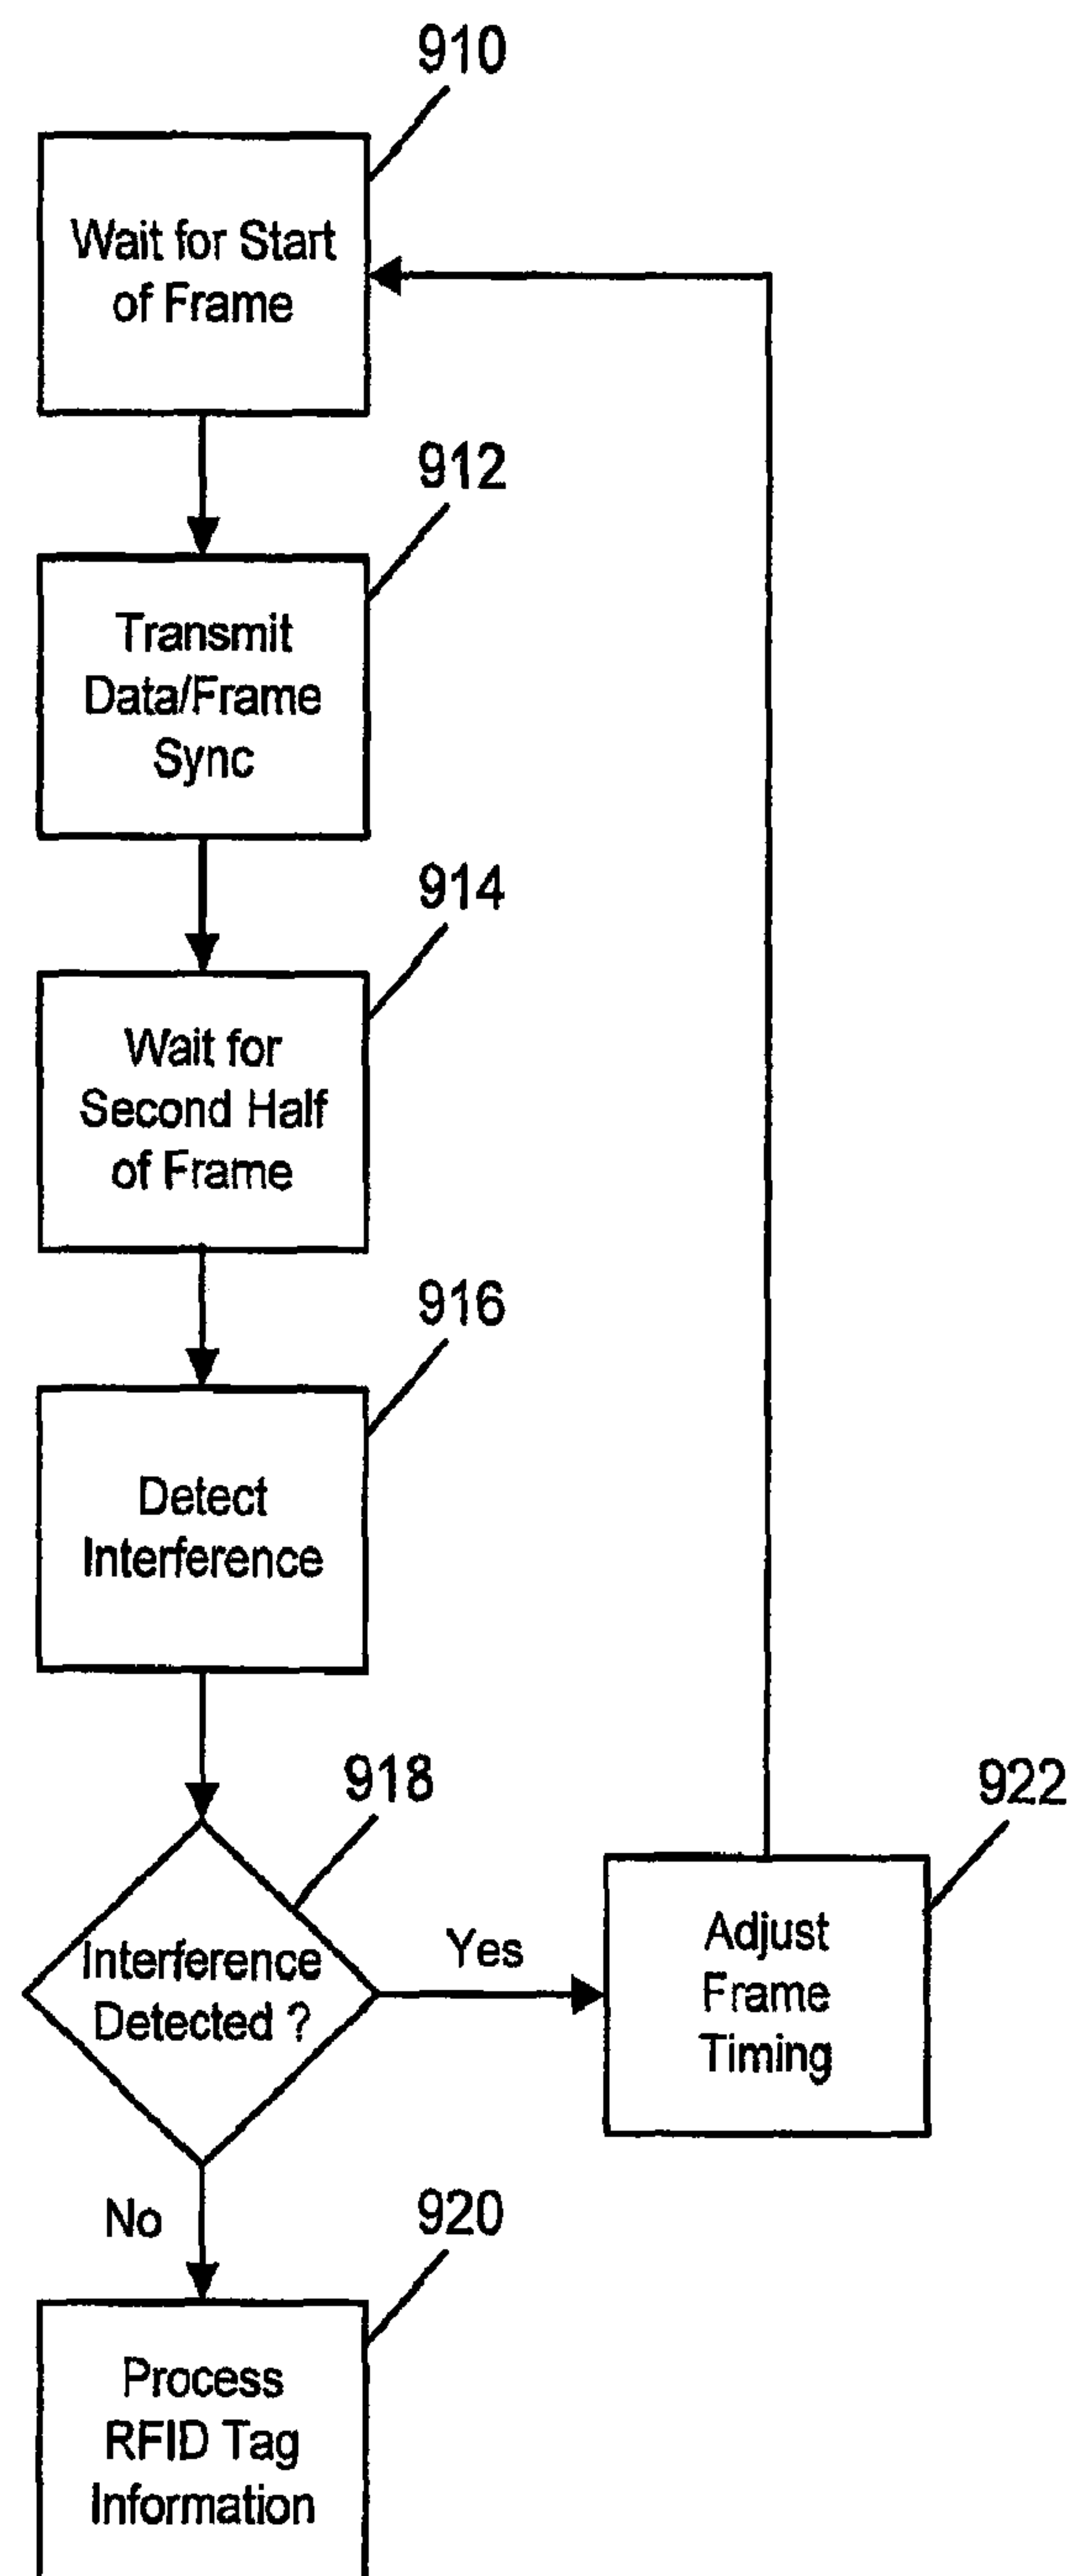 910
Wait for Start
of Frame
912
Transmit
Data/Frame
Sync
914
Wait for
Second Half
of Frame
916
Detect
Interference
918
922
Interference
Detected ?
Yes
Adjust
Frame
Timing
No
920
Process
RFID Tag
Information